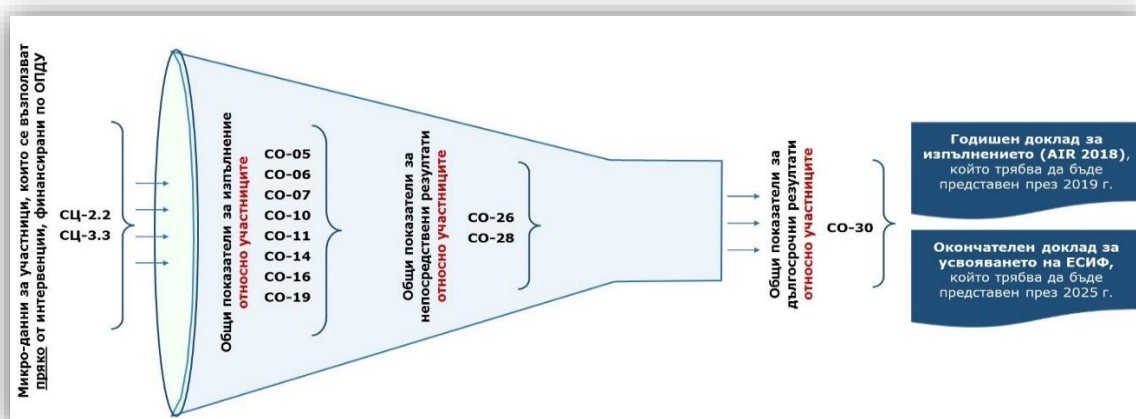 Микро-данни за участници, които се възползват
пряко от интервенции, финансирани по ОПДУ
СЦ-2.2
СЦ-3.3
Общи показатели за изпълнение
относно участниците
СО-05
СО-06
СО-07
СО-10
СО-11
СО-14
СО-16
СО-19
Общи показатели за
непосредствени резултати
относно участниците
СО-26
СО-28
Общи показатели за
дългосрочни резултати
относно участниците
СО-30
Годишен доклад за
изпълнението (AIR 2018),
който трябва да бъде
представен през 2019 г.
Окончателен доклад за
усвояването на ЕСИФ,
който трябва да бъде
представен през 2025 г.